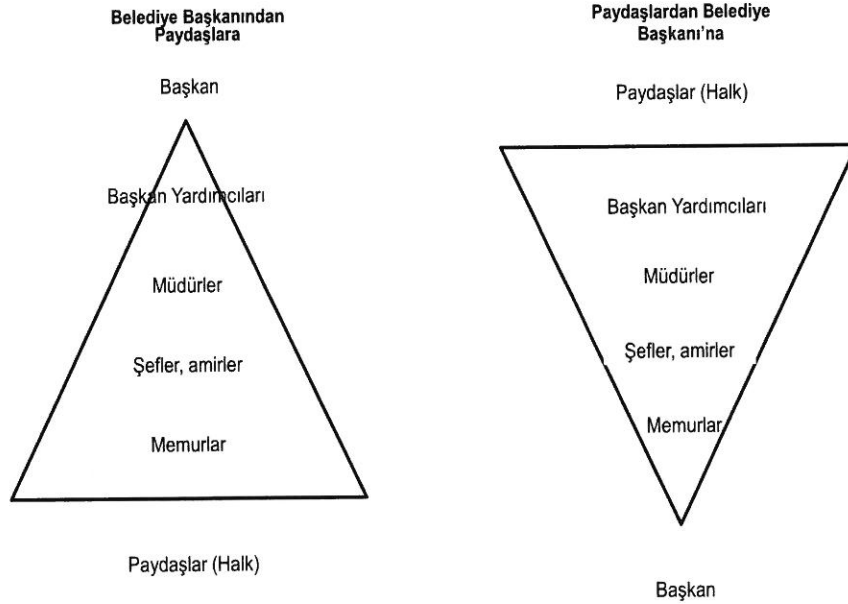 Belediye Başkanından
Paydaşlara
Başkan
Başkan Yardımcıları
Müdürler
Şefler, amirler
Memurlar
Paydaşlar (Halk)
Paydaşlardan Belediye
Başkanı'na
Paydaşlar (Halk)
Başkan Yardımcıları
Müdürler
Şefler, amirler
Memurlar
Başkan